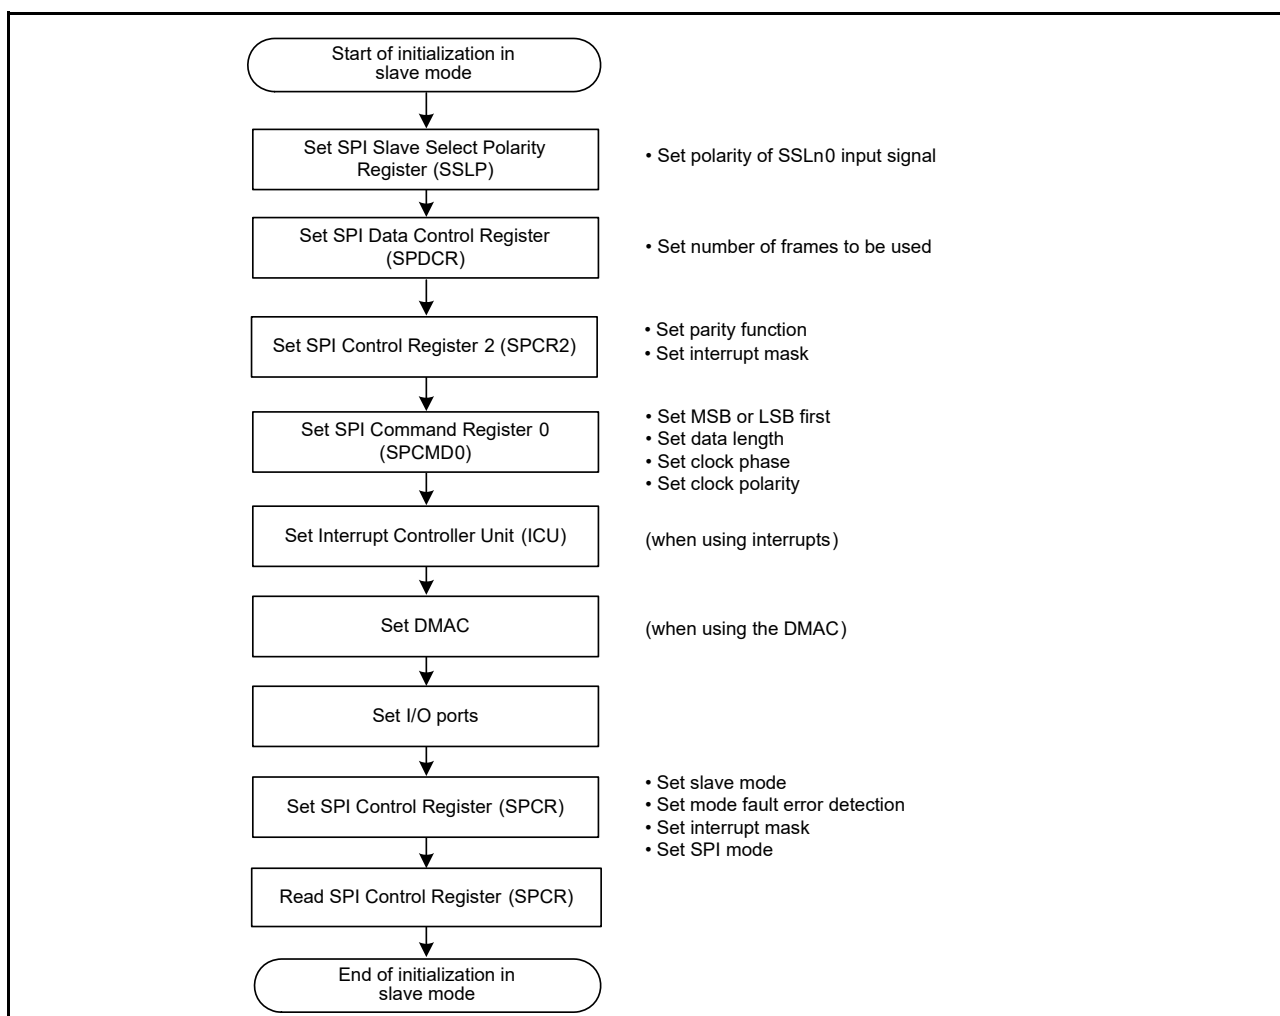 Start of initialization in
slave mode
Set SPI Slave Select Polarity
Register (SSLP)
• Set polarity of SSLn0 input signal
Set SPI Data Control Register
(SPDCR)
• Set number of frames to be used
Set SPI Control Register 2 (SPCR2)
• Set parity function
• Set interrupt mask
Set SPI Command Register 0
(SPCMD0)
• Set MSB or LSB first
• Set data length
• Set clock phase
• Set clock polarity
Set Interrupt Controller Unit (ICU)
(when using interrupts)
Set DMAC
(when using the DMAC)
Set I/O ports
Set SPI Control Register (SPCR)
• Set slave mode
• Set mode fault error detection
• Set interrupt mask
• Set SPI mode
Read SPI Control Register (SPCR)
End of initialization in
slave mode